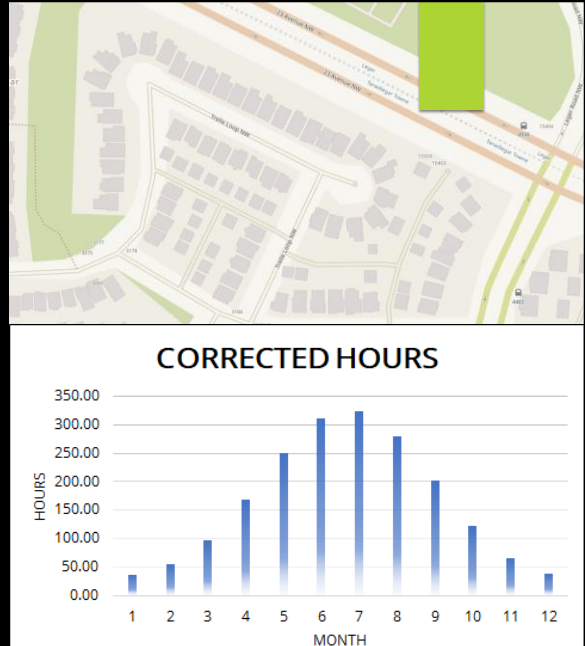 23 Avenue NW
Leger
23 Avenue NW
Terwillegar Towne
Leger Road NW
Terwillegar Towne
Leger
Trelle Loop NW
Trelle Loop NW
CORRECTED HOURS
350.00
300.00
250.00
200.00
150.00
100.00
50.00
0.00
HOURS
1 2 3 4 5 6 7 8 9 10 11 12
MONTH